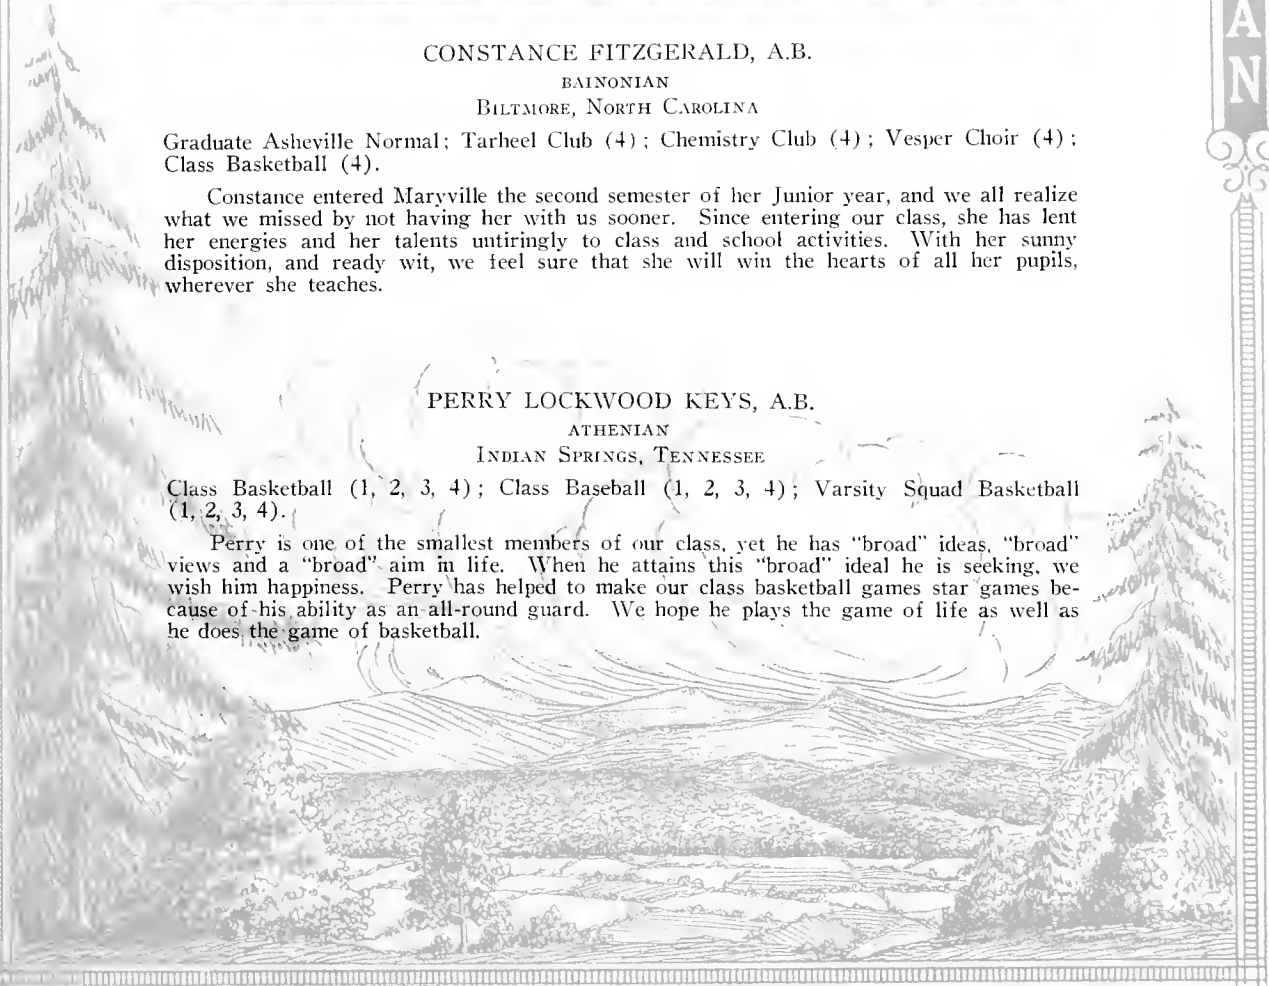 A
N
CONSTANCE FITZGERALD, A.B.
BAINONIAN
BILTMORE, NORTH CAROLINA
Graduate Asheville Normal; Tarheel Club (4); Chemistry Club (4); Vesper Choir (4);
Class Basketball (4).
Constance entered Maryville the second semester of her Junior year, and we all realize
what we missed by not having her with us sooner. Since entering our class, she has lent
her energies and her talents untiringly to class and school activities. With her sunny
disposition, and ready wit, we feel sure that she will win the hearts of all her pupils,
wherever she teaches.
PERRY LOCKWOOD KEYS, A.B.
ATHENIAN
INDIAN SPRINGS, TENNESSEE
Class Basketball (1, 2, 3, 4); Class Baseball (1, 2, 3, 4); Varsity Squad Basketball
(1, 2, 3, 4).
Perry is one of the smallest members of our class, yet he has "broad" ideas, "broad"
views and a "broad" aim in life. When he attains this "broad" ideal he is seeking, we
wish him happiness. Perry has helped to make our class basketball games star games be-
cause of his ability as an all-round guard. We hope he plays the game of life as well as
he does the game of basketball.